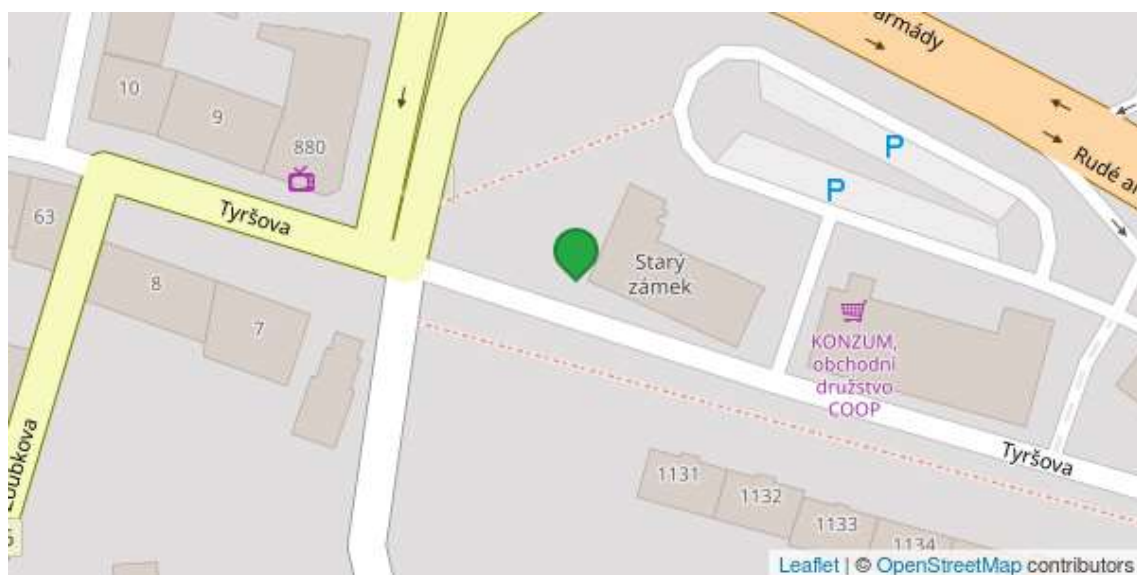 armády
10
9
880
P
P
Rudé ar
63
Tyršova
Starý
zámek
8
7
KONZUM,
obchodní
družstvo
COOP
Loubkova
Tyršova
1131
1132
1133
1134
Leaflet | © OpenStreetMap contributors